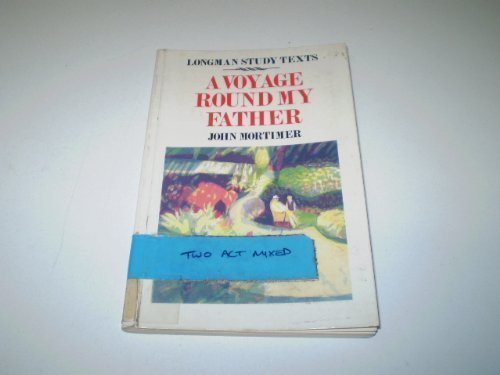 LONGMAN STUDY TEXTS
A VOYAGE
ROUND MY
FATHER
JOHN MORTIMER
TWO ACT MIXED